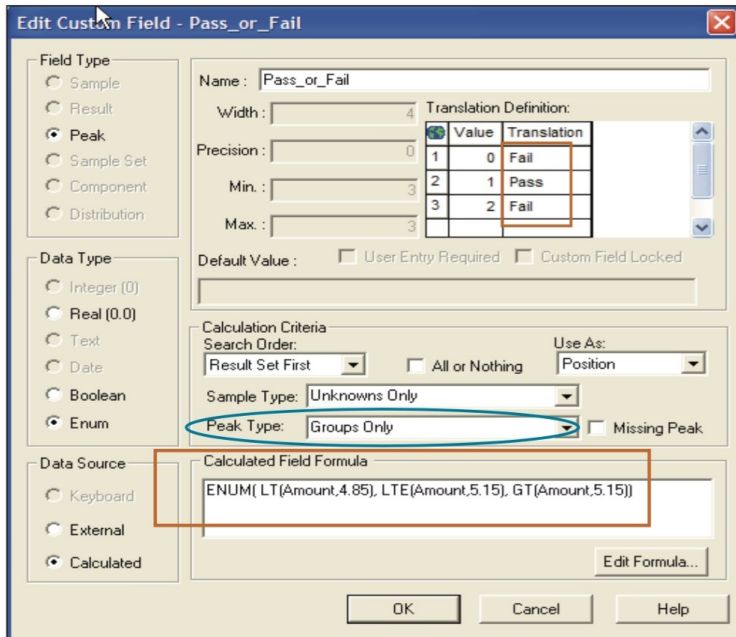 Edit Custom Field - Pass_or_Fail
Field Type
Sample
Result
Peak
Sample Set
Component
Distribution
Data Type
Integer (0)
Real (0.0)
Text
Date
Boolean
Enum
Data Source
Keyboard
External
Calculated
Name : Pass_or_Fail
Width : 4
Precision : 0
Min. : 3
Max. : 3
Translation Definition:
Value Translation
1 0 Fail
2 1 Pass
3 2 Fail
Default Value : User Entry Required Custom Field Locked
Calculation Criteria
Search Order: Use As:
Result Set First All or Nothing Position
Sample Type: Unknowns Only
Peak Type: Groups Only Missing Peak
Calculated Field Formula
ENUM( LT(Amount,4.85), LTE(Amount,5.15), GT(Amount,5.15))
Edit Formula...
OK Cancel Help